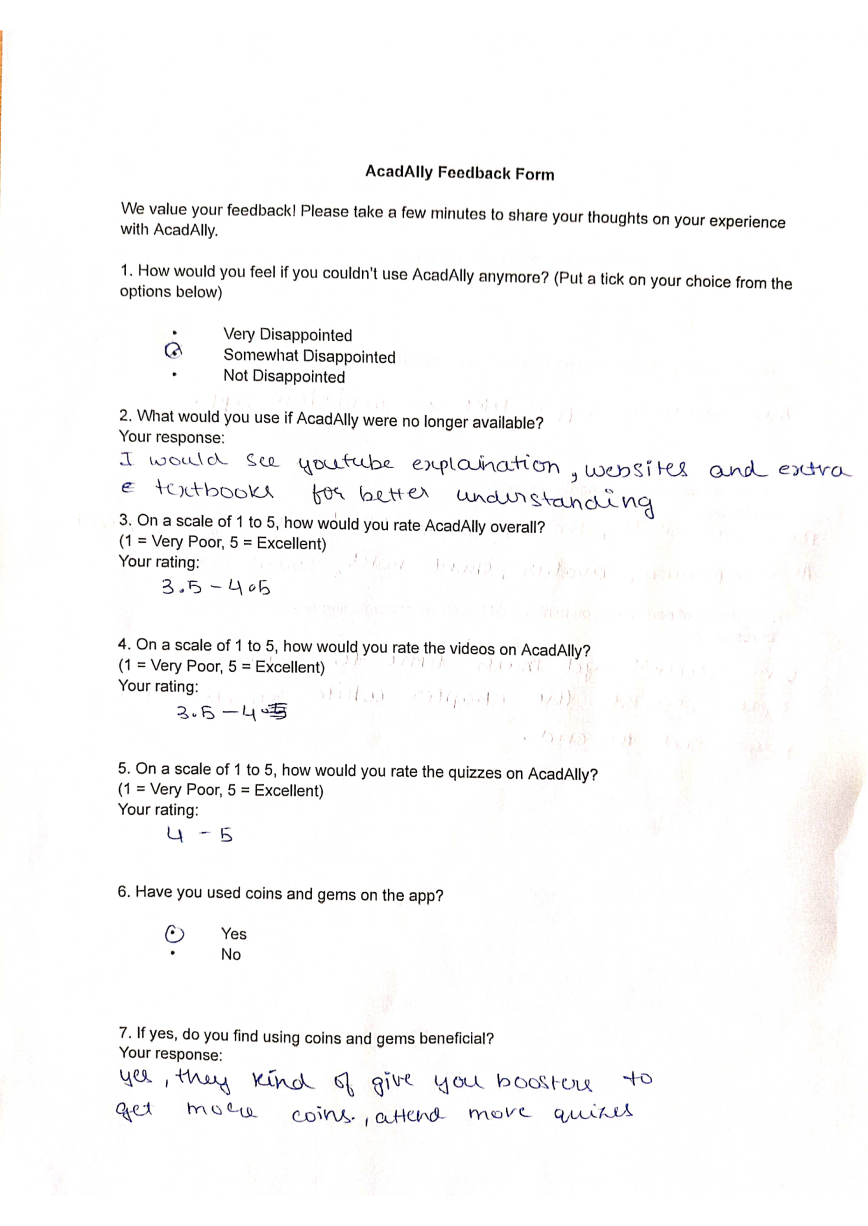 AcadAlly Feedback Form
We value your feedback! Please take a few minutes to share your thoughts on your experience
with AcadAlly.
1. How would you feel if you couldn't use AcadAlly anymore? (Put a tick on your choice from the
options below)
• Very Disappointed
• Somewhat Disappointed
• Not Disappointed
2. What would you use if AcadAlly were no longer available?
Your response:
I would see youtube explaination, websites and extra
textbooks for better understanding
3. On a scale of 1 to 5, how would you rate AcadAlly overall?
(1 = Very Poor, 5 = Excellent)
Your rating:
3.5 - 4.5
4. On a scale of 1 to 5, how would you rate the videos on AcadAlly?
(1 = Very Poor, 5 = Excellent)
Your rating:
3.5 - 4.5
5. On a scale of 1 to 5, how would you rate the quizzes on AcadAlly?
(1 = Very Poor, 5 = Excellent)
Your rating:
4 - 5
6. Have you used coins and gems on the app?
• Yes
• No
7. If yes, do you find using coins and gems beneficial?
Your response:
yes, they kind of give you boosters to
get more coins., attend more quizes